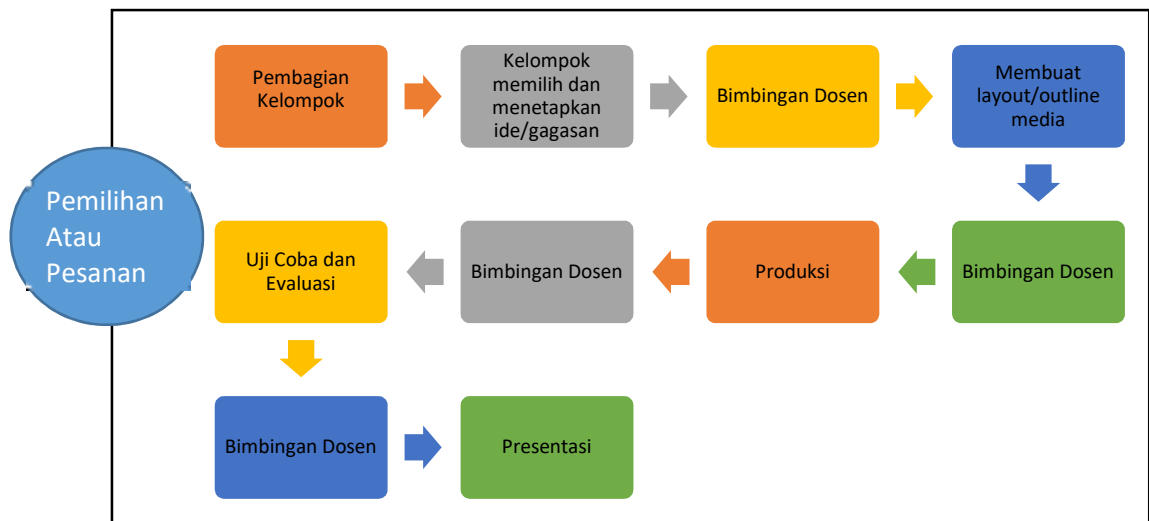 Pembagian
Kelompok
Kelompok
memilih dan
menetapkan
ide/gagasan
Bimbingan Dosen
Membuat
layout/outline
media
Pemilihan
Atau
Pesanan
Uji Coba dan
Evaluasi
Bimbingan Dosen
Produksi
Bimbingan Dosen
Bimbingan Dosen
Presentasi